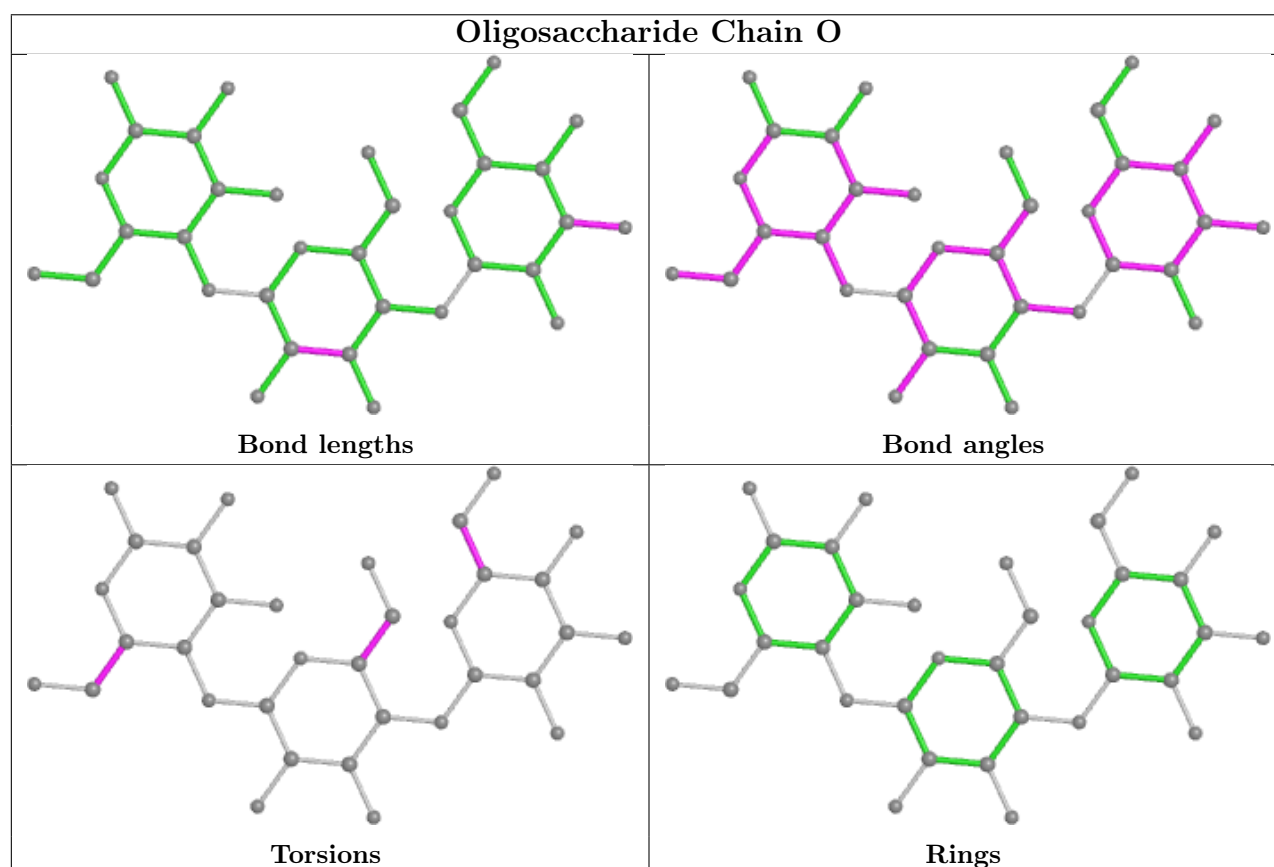 Oligosaccharide Chain O
Bond lengths
Bond angles
Torsions
Rings